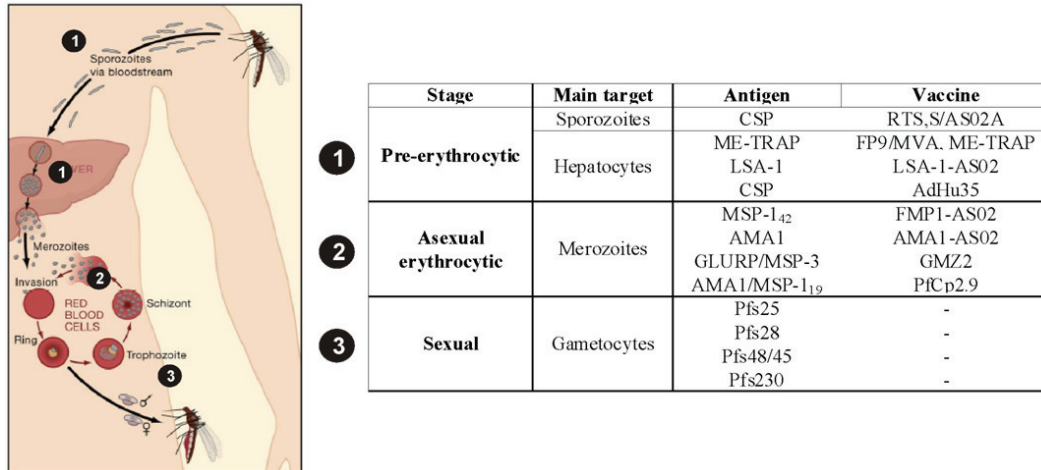 1
Sporozoites
via bloodstream
1
Merozoites
2
Invasion
RED
BLOOD
CELLS
Schizont
Ring
Trophozoite
3
♂
♀
Stage Main target Antigen Vaccine
1
Pre-erythrocytic
Sporozoites CSP RTS,S/AS02A
Hepatocytes
ME-TRAP FP9/MVA, ME-TRAP
LSA-1 LSA-1-AS02
CSP AdHu35
2
Asexual
erythrocytic
Merozoites
MSP-1₄₂ FMP1-AS02
AMA1 AMA1-AS02
GLURP/MSP-3 GMZ2
AMA1/MSP-1₁₉ PfCp2.9
3
Sexual
Gametocytes
Pfs25 -
Pfs28 -
Pfs48/45 -
Pfs230 -